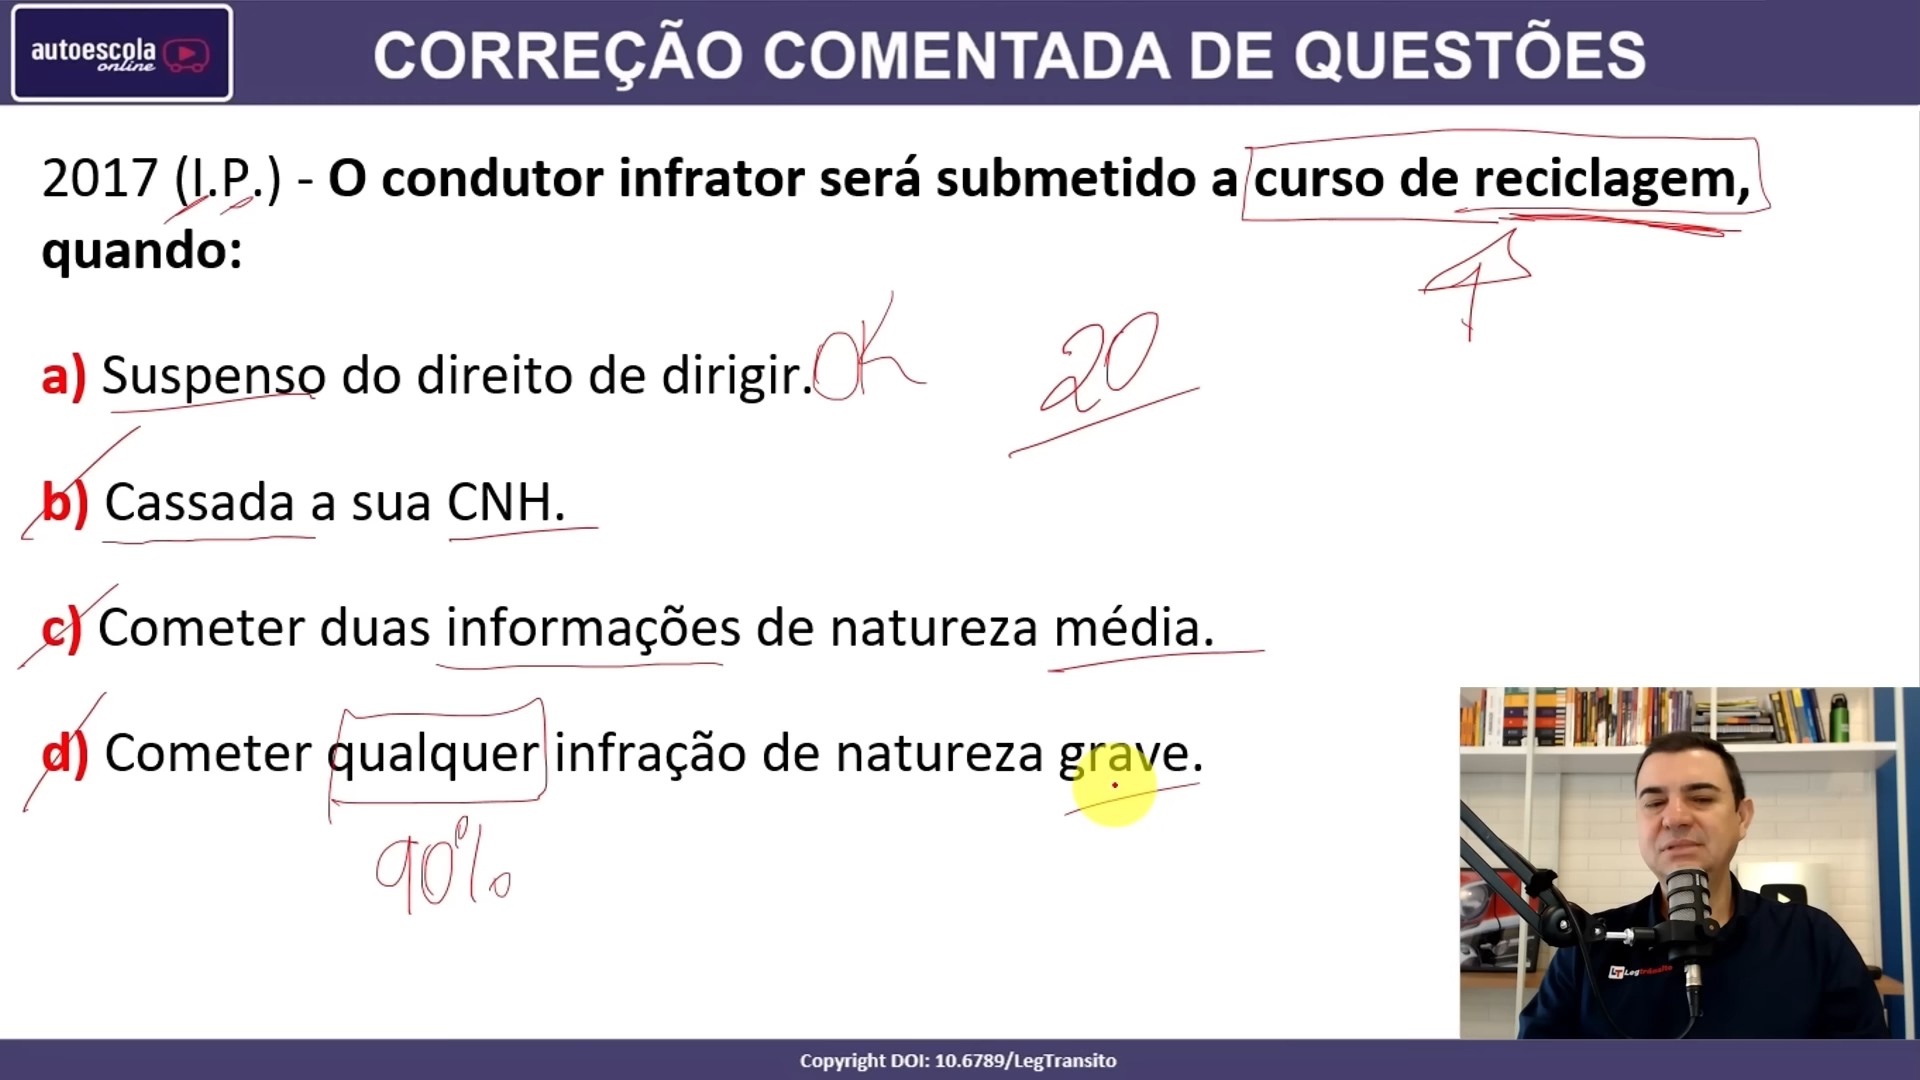 autoescola
online
CORREÇÃO COMENTADA DE QUESTÕES
2017 (I.P.) - O condutor infrator será submetido a curso de reciclagem,
quando:
a) Suspenso do direito de dirigir. OK
20
b) Cassada a sua CNH.
c) Cometer duas informações de natureza média.
d) Cometer qualquer infração de natureza grave.
90%
LT Legtrânsito
Copyright DOI: 10.6789/LegTransito